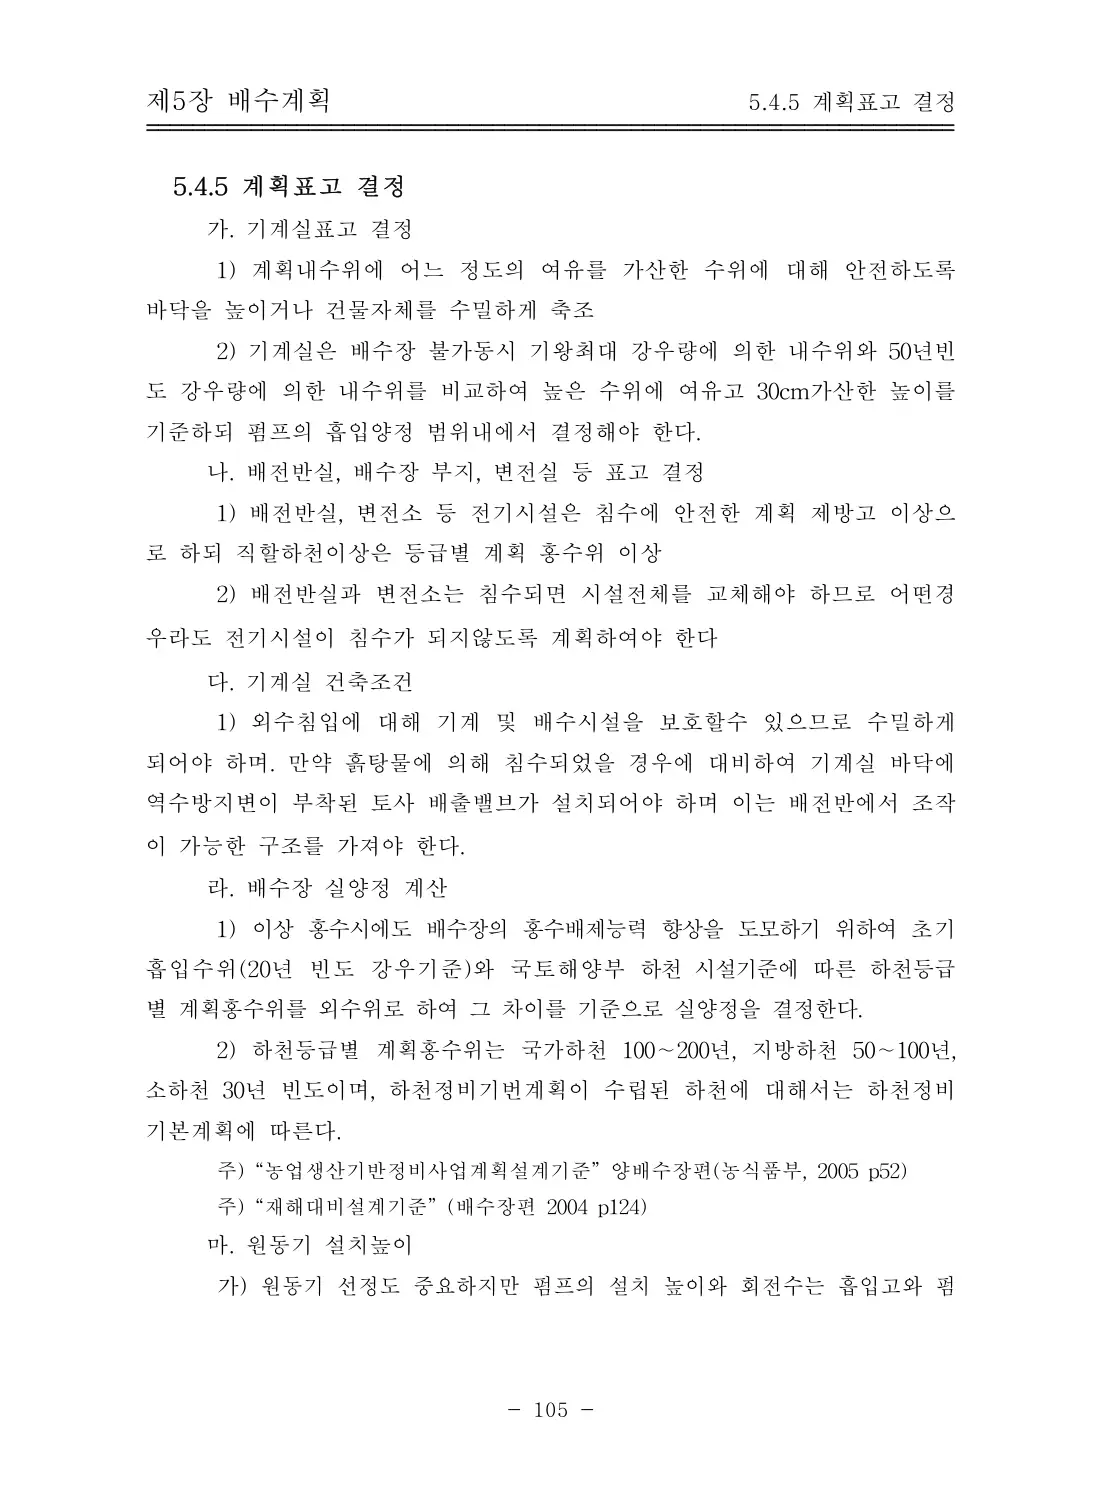 제5장 배수계획
5.4.5 계획표고 결정
5.4.5 계획표고 결정
가. 기계실표고 결정
1) 계획내수위에 어느 정도의 여유를 가산한 수위에 대해 안전하도록
바닥을 높이거나 건물자체를 수밀하게 축조
2) 기계실은 배수장 불가동시 기왕최대 강우량에 의한 내수위와 50년빈
도 강우량에 의한 내수위를 비교하여 높은 수위에 여유고 30cm가산한 높이를
기준하되 펌프의 흡입양정 범위내에서 결정해야 한다.
나. 배전반실, 배수장 부지, 변전실 등 표고 결정
1) 배전반실, 변전소 등 전기시설은 침수에 안전한 계획 제방고 이상으
로 하되 직할하천이상은 등급별 계획 홍수위 이상
2) 배전반실과 변전소는 침수되면 시설전체를 교체해야 하므로 어떤경
우라도 전기시설이 침수가 되지않도록 계획하여야 한다
다. 기계실 건축조건
1) 외수침입에 대해 기계 및 배수시설을 보호할수 있으므로 수밀하게
되어야 하며. 만약 흙탕물에 의해 침수되었을 경우에 대비하여 기계실 바닥에
역수방지변이 부착된 토사 배출밸브가 설치되어야 하며 이는 배전반에서 조작
이 가능한 구조를 가져야 한다.
라. 배수장 실양정 계산
1) 이상 홍수시에도 배수장의 홍수배제능력 향상을 도모하기 위하여 초기
흡입수위(20년 빈도 강우기준)와 국토해양부 하천 시설기준에 따른 하천등급
별 계획홍수위를 외수위로 하여 그 차이를 기준으로 실양정을 결정한다.
2) 하천등급별 계획홍수위는 국가하천 100∼200년, 지방하천 50∼100년,
소하천 30년 빈도이며, 하천정비기번계획이 수립된 하천에 대해서는 하천정비
기본계획에 따른다.
주) “농업생산기반정비사업계획설계기준” 양배수장편(농식품부, 2005 p52)
주) “재해대비설계기준” (배수장편 2004 p124)
마. 원동기 설치높이
가) 원동기 선정도 중요하지만 펌프의 설치 높이와 회전수는 흡입고와 펌
- 105 -